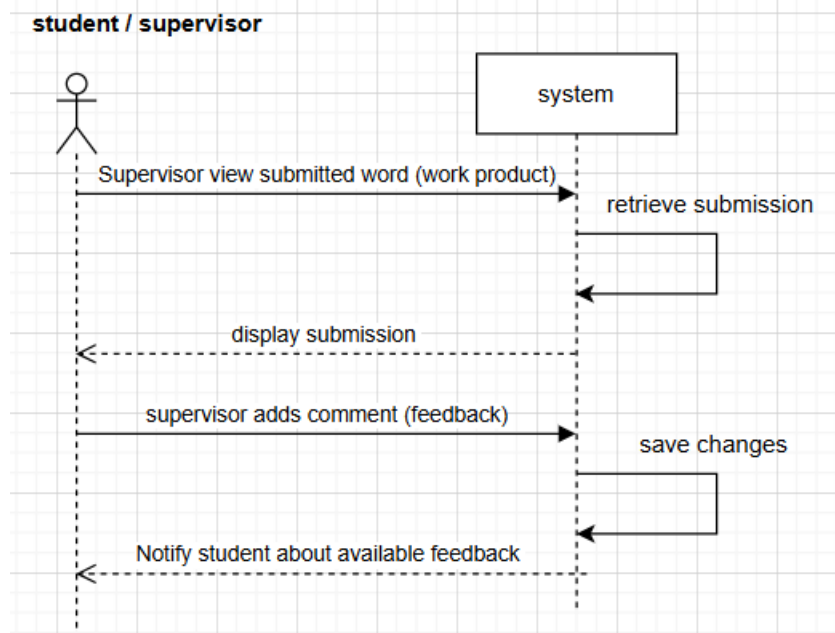 student / supervisor
system
Supervisor view submitted word (work product)
retrieve submission
display submission
supervisor adds comment (feedback)
save changes
Notify student about available feedback